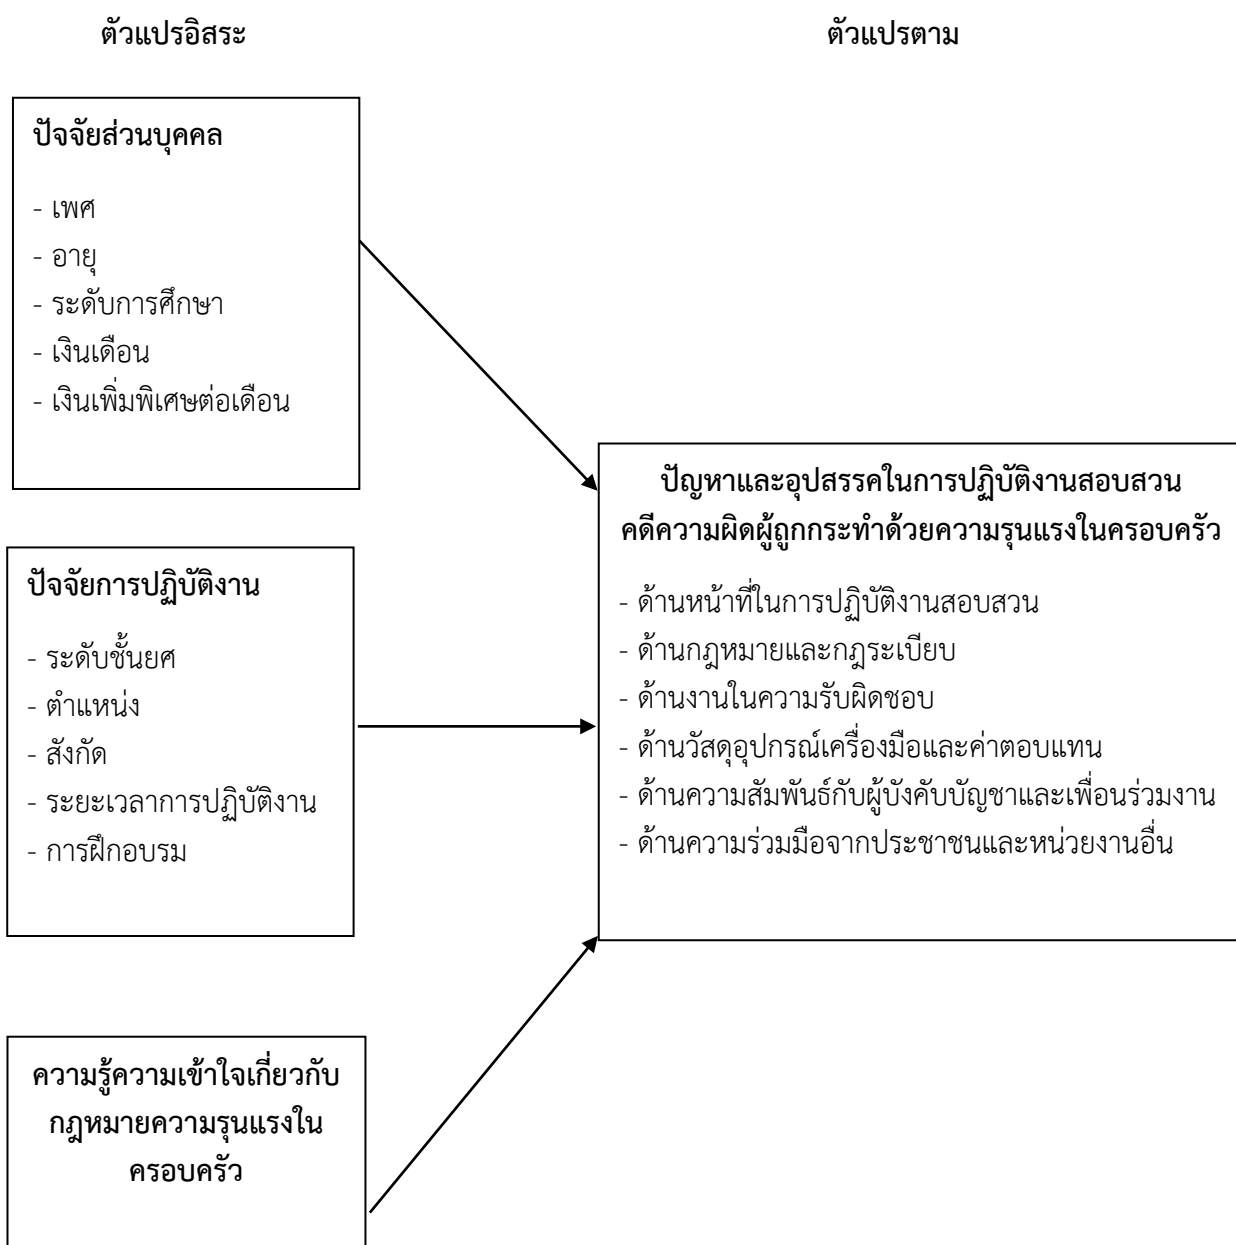 ตัวแปรอิสระ
ตัวแปรตาม
ปัจจัยส่วนบุคคล
- เพศ
- อายุ
- ระดับการศึกษา
- เงินเดือน
- เงินเพิ่มพิเศษต่อเดือน
ปัจจัยการปฏิบัติงาน
- ระดับชั้นยศ
- ตำแหน่ง
- สังกัด
- ระยะเวลาการปฏิบัติงาน
- การฝึกอบรม
ความรู้ความเข้าใจเกี่ยวกับ
กฎหมายความรุนแรงใน
ครอบครัว
ปัญหาและอุปสรรคในการปฏิบัติงานสอบสวน
คดีความผิดผู้ถูกกระทำด้วยความรุนแรงในครอบครัว
- ด้านหน้าที่ในการปฏิบัติงานสอบสวน
- ด้านกฎหมายและกฎระเบียบ
- ด้านงานในความรับผิดชอบ
- ด้านวัสดุอุปกรณ์เครื่องมือและค่าตอบแทน
- ด้านความสัมพันธ์กับผู้บังคับบัญชาและเพื่อนร่วมงาน
- ด้านความร่วมมือจากประชาชนและหน่วยงานอื่น